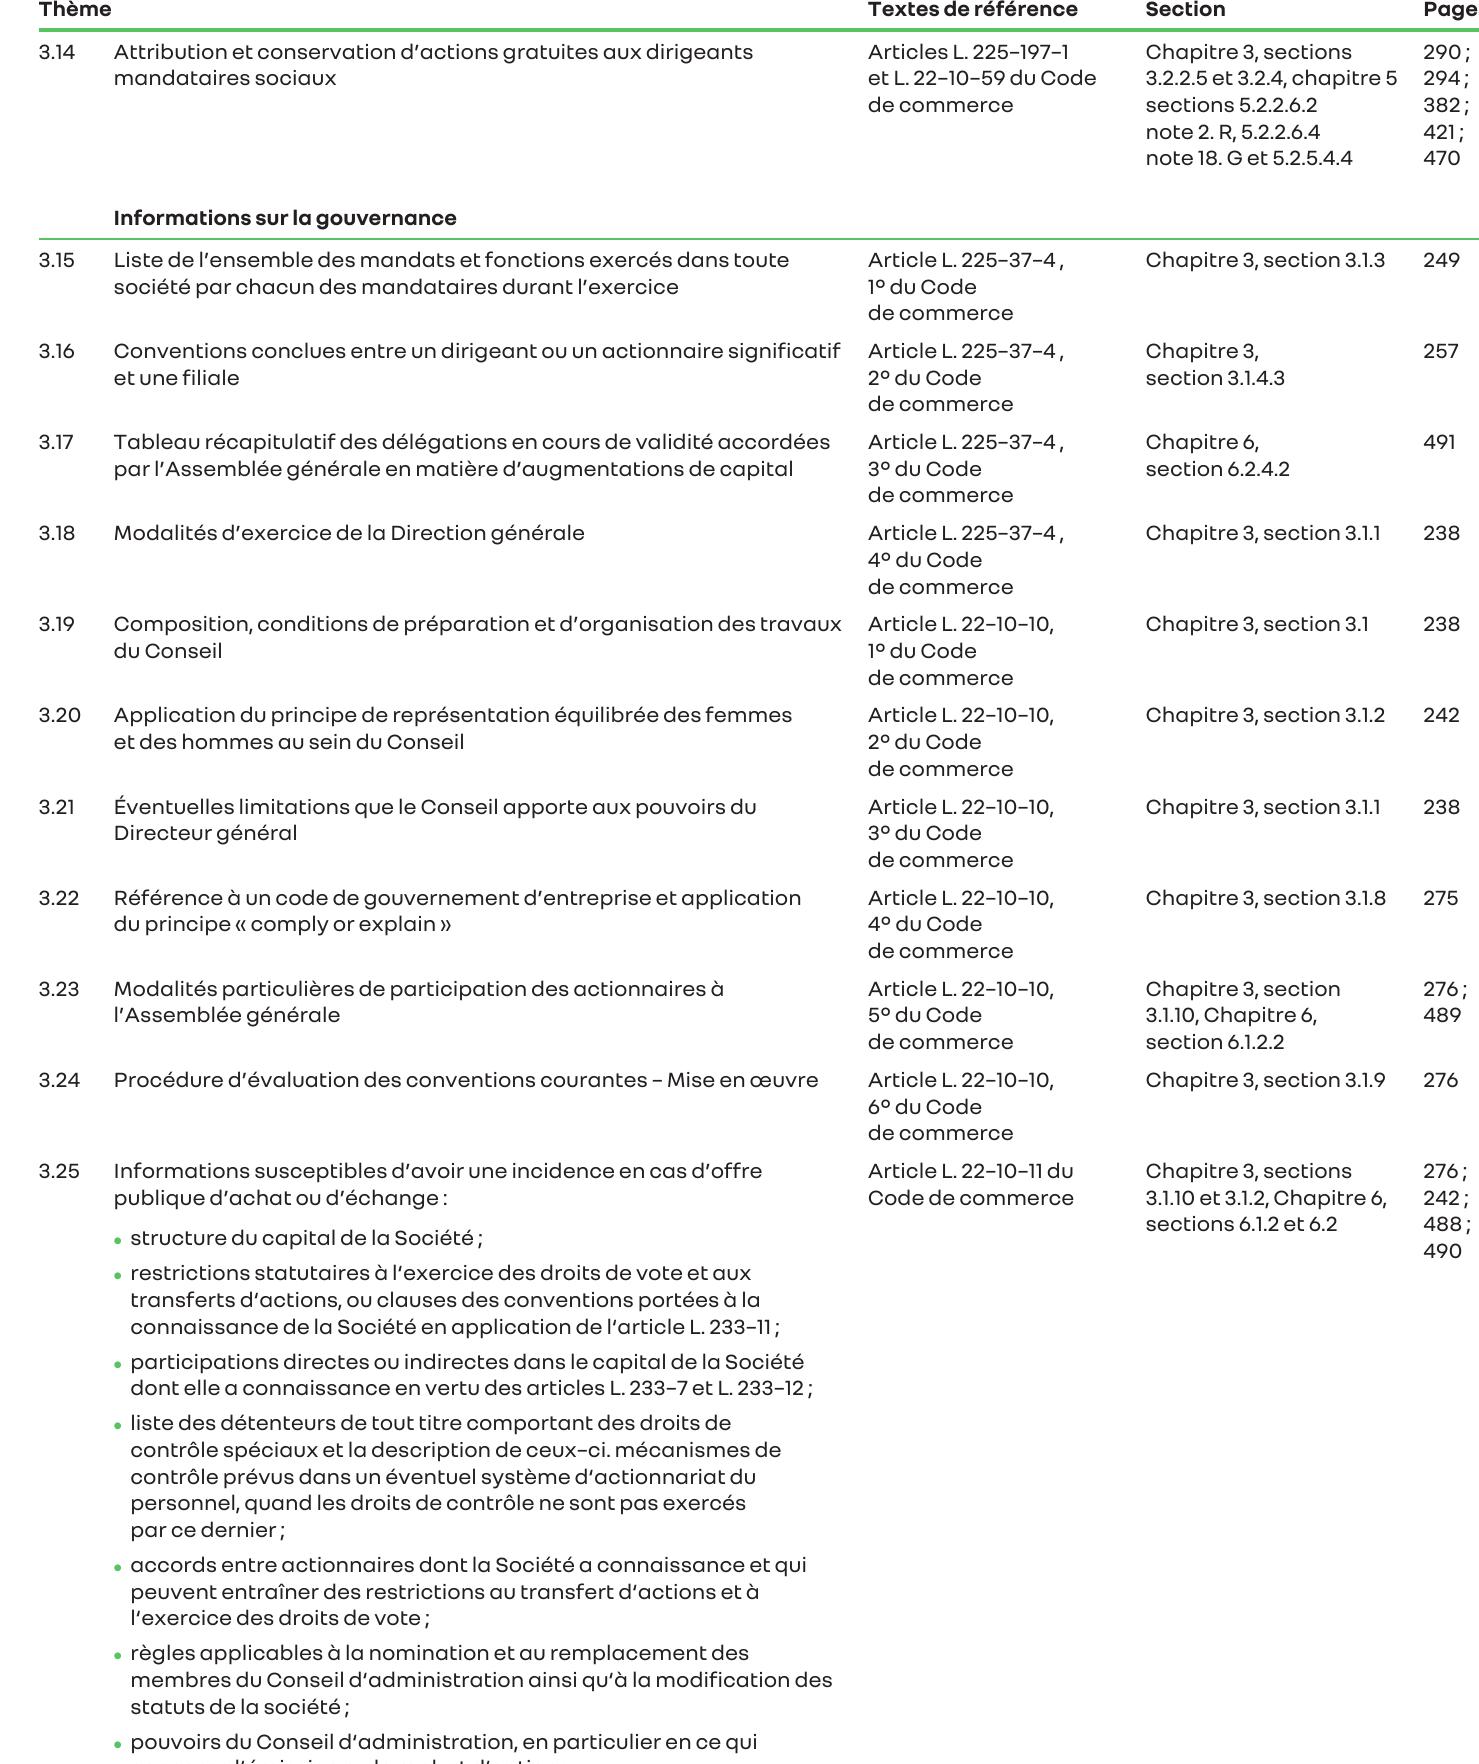 Thème Textes de référence Section Page
3.14 Attribution et conservation d’actions gratuites aux dirigeants Articles L. 225-197-1 Chapitre 3, sections 290 ;
mandataires sociaux et L. 22-10-59 du Code 3.2.2.5 et 3.2.4, chapitre 5 294 ;
de commerce sections 5.2.2.6.2 382 ;
note 2. R, 5.2.2.6.4 421 ;
note 18. G et 5.2.5.4.4 470
Informations sur la gouvernance
3.15 Liste de l’ensemble des mandats et fonctions exercés dans toute Article L. 225-37-4 , Chapitre 3, section 3.1.3 249
société par chacun des mandataires durant l’exercice 1° du Code
de commerce
3.16 Conventions conclues entre un dirigeant ou un actionnaire significatif Article L. 225-37-4 , Chapitre 3, 257
et une filiale 2° du Code section 3.1.4.3
de commerce
3.17 Tableau récapitulatif des délégations en cours de validité accordées Article L. 225-37-4 , Chapitre 6, 491
par l’Assemblée générale en matière d’augmentations de capital 3° du Code section 6.2.4.2
de commerce
3.18 Modalités d’exercice de la Direction générale Article L. 225-37-4 , Chapitre 3, section 3.1.1 238
4° du Code
de commerce
3.19 Composition, conditions de préparation et d’organisation des travaux Article L. 22-10-10, Chapitre 3, section 3.1 238
du Conseil 1° du Code
de commerce
3.20 Application du principe de représentation équilibrée des femmes Article L. 22-10-10, Chapitre 3, section 3.1.2 242
et des hommes au sein du Conseil 2° du Code
de commerce
3.21 Éventuelles limitations que le Conseil apporte aux pouvoirs du Article L. 22-10-10, Chapitre 3, section 3.1.1 238
Directeur général 3° du Code
de commerce
3.22 Référence à un code de gouvernement d’entreprise et application Article L. 22-10-10, Chapitre 3, section 3.1.8 275
du principe « comply or explain » 4° du Code
de commerce
3.23 Modalités particulières de participation des actionnaires à Article L. 22-10-10, Chapitre 3, section 276 ;
l’Assemblée générale 5° du Code 3.1.10, Chapitre 6, 489
de commerce section 6.1.2.2
3.24 Procédure d’évaluation des conventions courantes – Mise en œuvre Article L. 22-10-10, Chapitre 3, section 3.1.9 276
6° du Code
de commerce
3.25 Informations susceptibles d’avoir une incidence en cas d’offre Article L. 22-10-11 du Chapitre 3, sections 276 ;
publique d’achat ou d’échange : Code de commerce 3.1.10 et 3.1.2, Chapitre 6, 242 ;
sections 6.1.2 et 6.2 488 ;
490
• structure du capital de la Société ;
• restrictions statutaires à l’exercice des droits de vote et aux
transferts d’actions, ou clauses des conventions portées à la
connaissance de la Société en application de l’article L. 233-11 ;
• participations directes ou indirectes dans le capital de la Société
dont elle a connaissance en vertu des articles L. 233-7 et L. 233-12 ;
• liste des détenteurs de tout titre comportant des droits de
contrôle spéciaux et la description de ceux-ci. mécanismes de
contrôle prévus dans un éventuel système d’actionnariat du
personnel, quand les droits de contrôle ne sont pas exercés
par ce dernier ;
• accords entre actionnaires dont la Société a connaissance et qui
peuvent entraîner des restrictions au transfert d’actions et à
l’exercice des droits de vote ;
• règles applicables à la nomination et au remplacement des
membres du Conseil d’administration ainsi qu’à la modification des
statuts de la société ;
• pouvoirs du Conseil d’administration, en particulier en ce qui